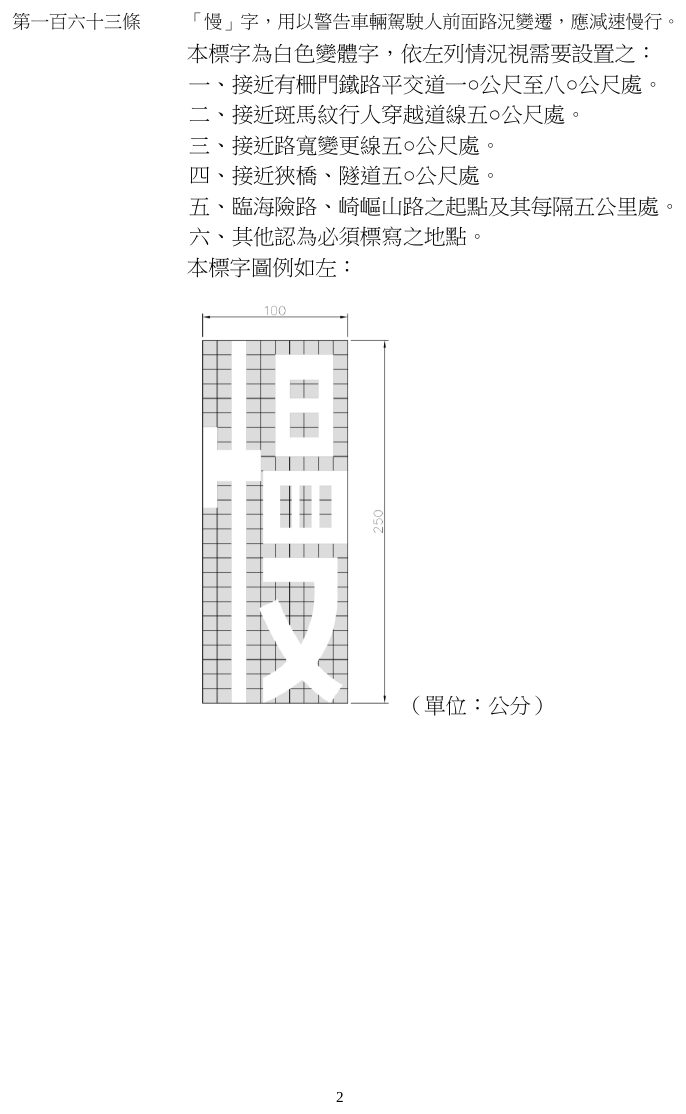 第一百六十三條 「慢」字，用以警告車輛駕駛人前面路況變遷，應減速慢行。
本標字為白色變體字，依左列情況視需要設置之：
一、接近有柵門鐵路平交道一○公尺至八○公尺處。
二、接近斑馬紋行人穿越道線五○公尺處。
三、接近路寬變更線五○公尺處。
四、接近狹橋、隧道五○公尺處。
五、臨海險路、崎嶇山路之起點及其每隔五公里處。
六、其他認為必須標寫之地點。
本標字圖例如左：
100
慢
250
（單位：公分）
2